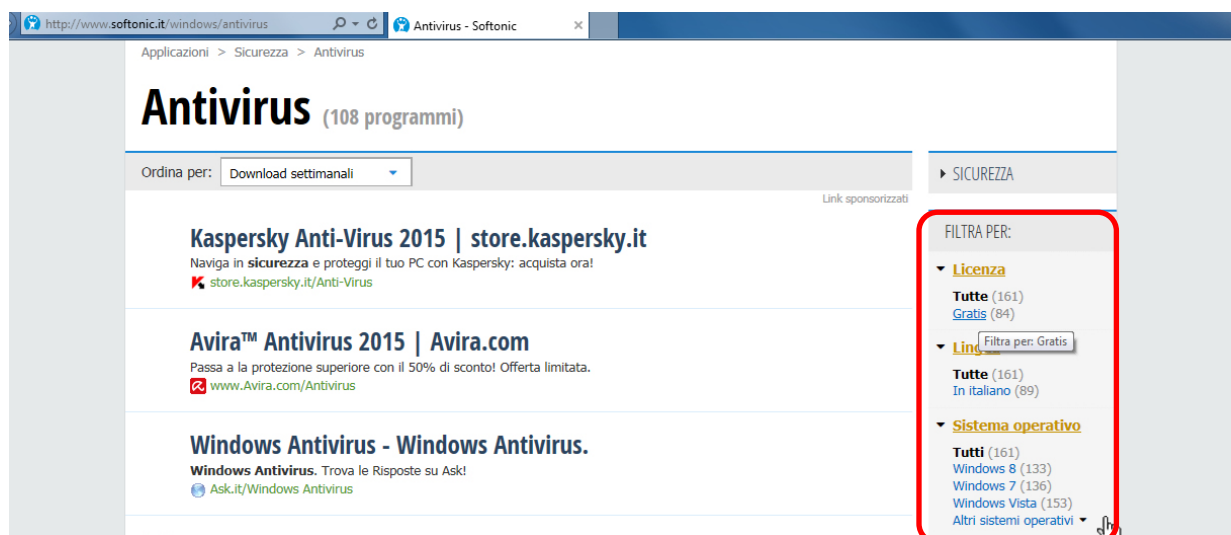 http://www.softonic.it/windows/antivirus
Antivirus - Softonic
Applicazioni > Sicurezza > Antivirus
Antivirus (108 programmi)
Ordina per: Download settimanali
Link sponsorizzati
Kaspersky Anti-Virus 2015 | store.kaspersky.it
Naviga in sicurezza e proteggi il tuo PC con Kaspersky: acquista ora!
store.kaspersky.it/Anti-Virus
Avira™ Antivirus 2015 | Avira.com
Passa a la protezione superiore con il 50% di sconto! Offerta limitata.
www.Avira.com/Antivirus
Windows Antivirus - Windows Antivirus.
Windows Antivirus. Trova le Risposte su Ask!
Ask.it/Windows Antivirus
SICUREZZA
FILTRA PER:
Licenza
Tutte (161)
Gratis (84)
Filtra per: Gratis
Tutte (161)
In italiano (89)
Sistema operativo
Tutti (161)
Windows 8 (133)
Windows 7 (136)
Windows Vista (153)
Altri sistemi operativi